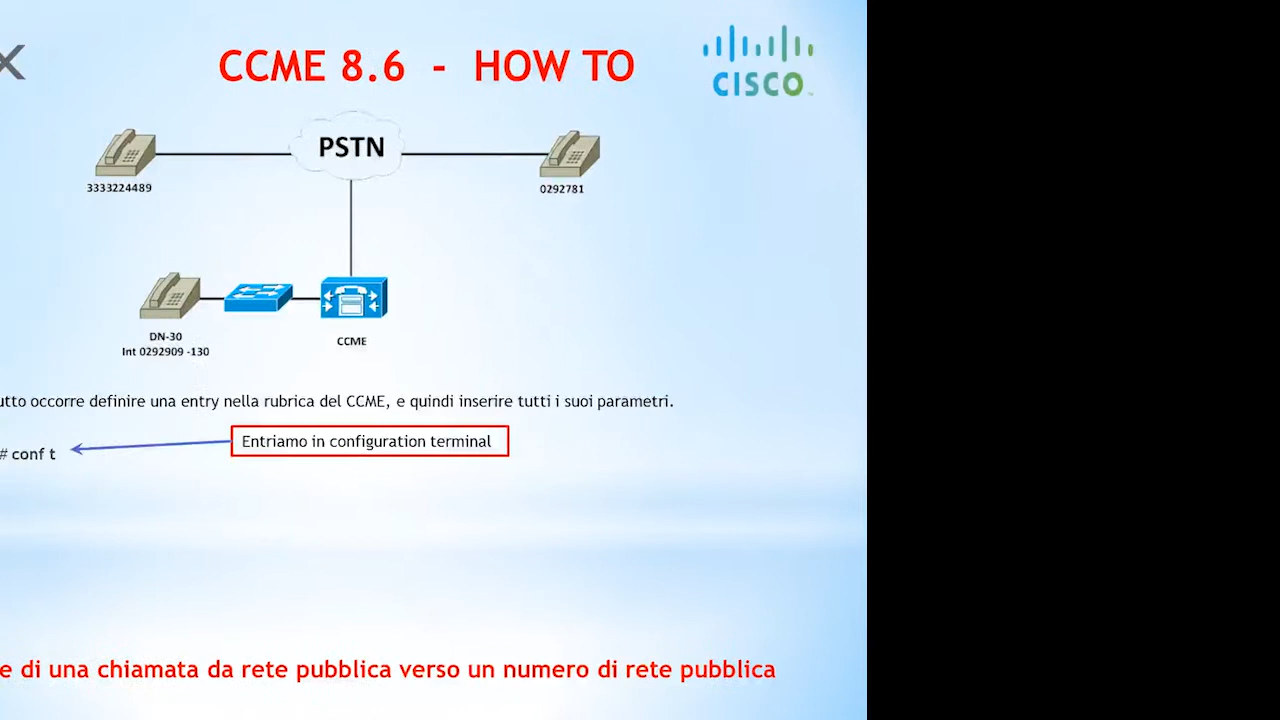 X
CCME 8.6 - HOW TO
CISCO
PSTN
3333224489
0292781
DN-30
Int 0292909 -130
CCME
utto occorre definire una entry nella rubrica del CCME, e quindi inserire tutti i suoi parametri.
Entriamo in configuration terminal
# conf t
e di una chiamata da rete pubblica verso un numero di rete pubblica